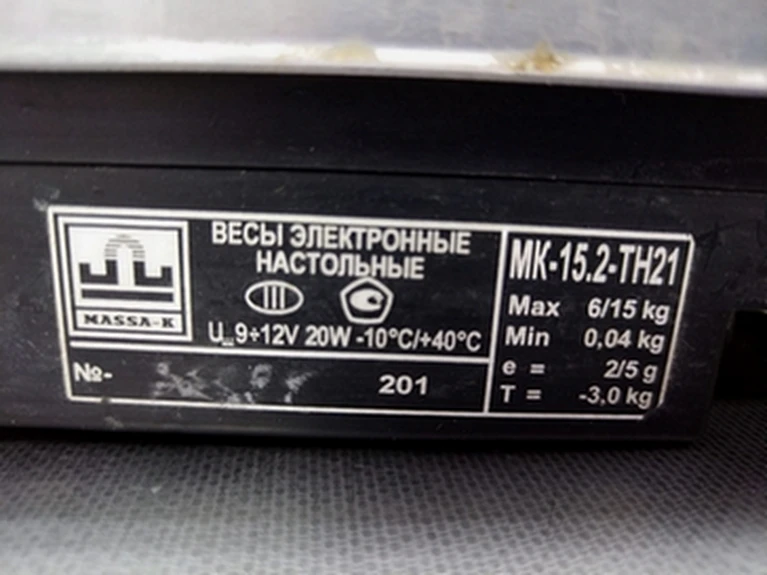 MASSA-K
ВЕСЫ ЭЛЕКТРОННЫЕ
НАСТОЛЬНЫЕ
III
U 9÷12V 20W -10°C/+40°C
№- 201
МК-15.2-ТН21
Max 6/15 kg
Min 0,04 kg
e = 2/5 g
T = -3,0 kg